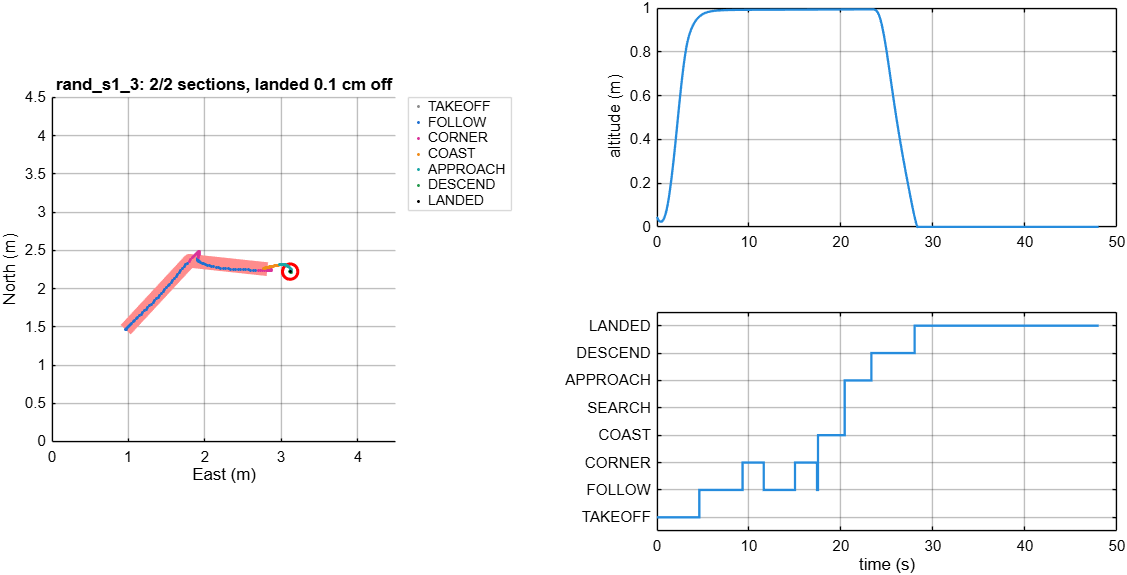 rand_s1_3: 2/2 sections, landed 0.1 cm off
4.5
4
3.5
3
2.5
2
1.5
1
0.5
0
0
1
2
3
4
North (m)
East (m)
TAKEOFF
FOLLOW
CORNER
COAST
APPROACH
DESCEND
LANDED
1
0.8
0.6
0.4
0.2
0
altitude (m)
0
10
20
30
40
50
LANDED
DESCEND
APPROACH
SEARCH
COAST
CORNER
FOLLOW
TAKEOFF
0
10
20
30
40
50
time (s)